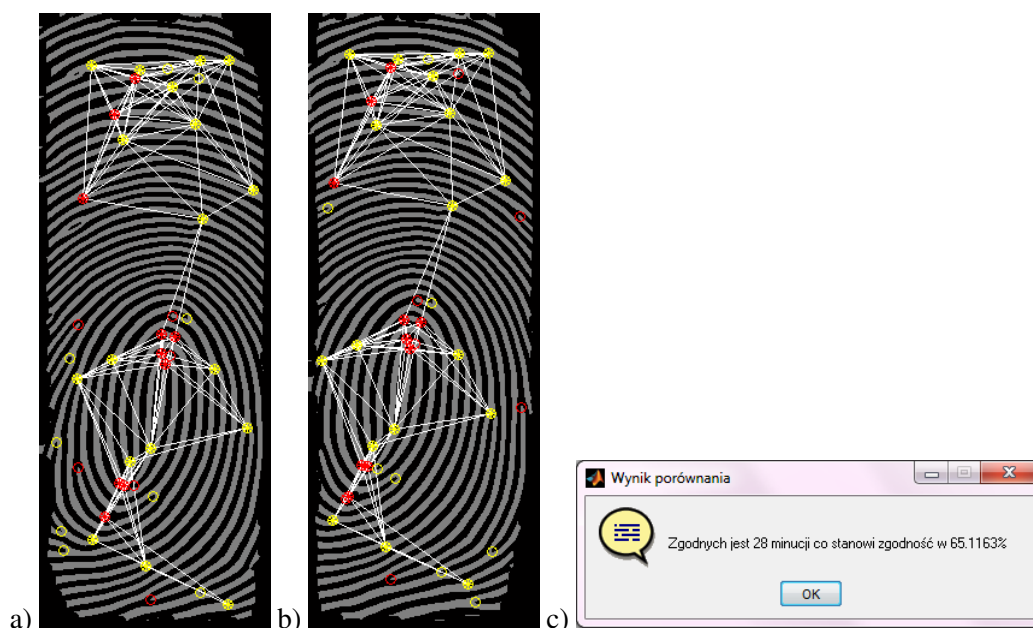 Wynik porównania
Zgodnych jest 28 minucji co stanowi zgodność w 65.1163%
OK
a)
b)
c)